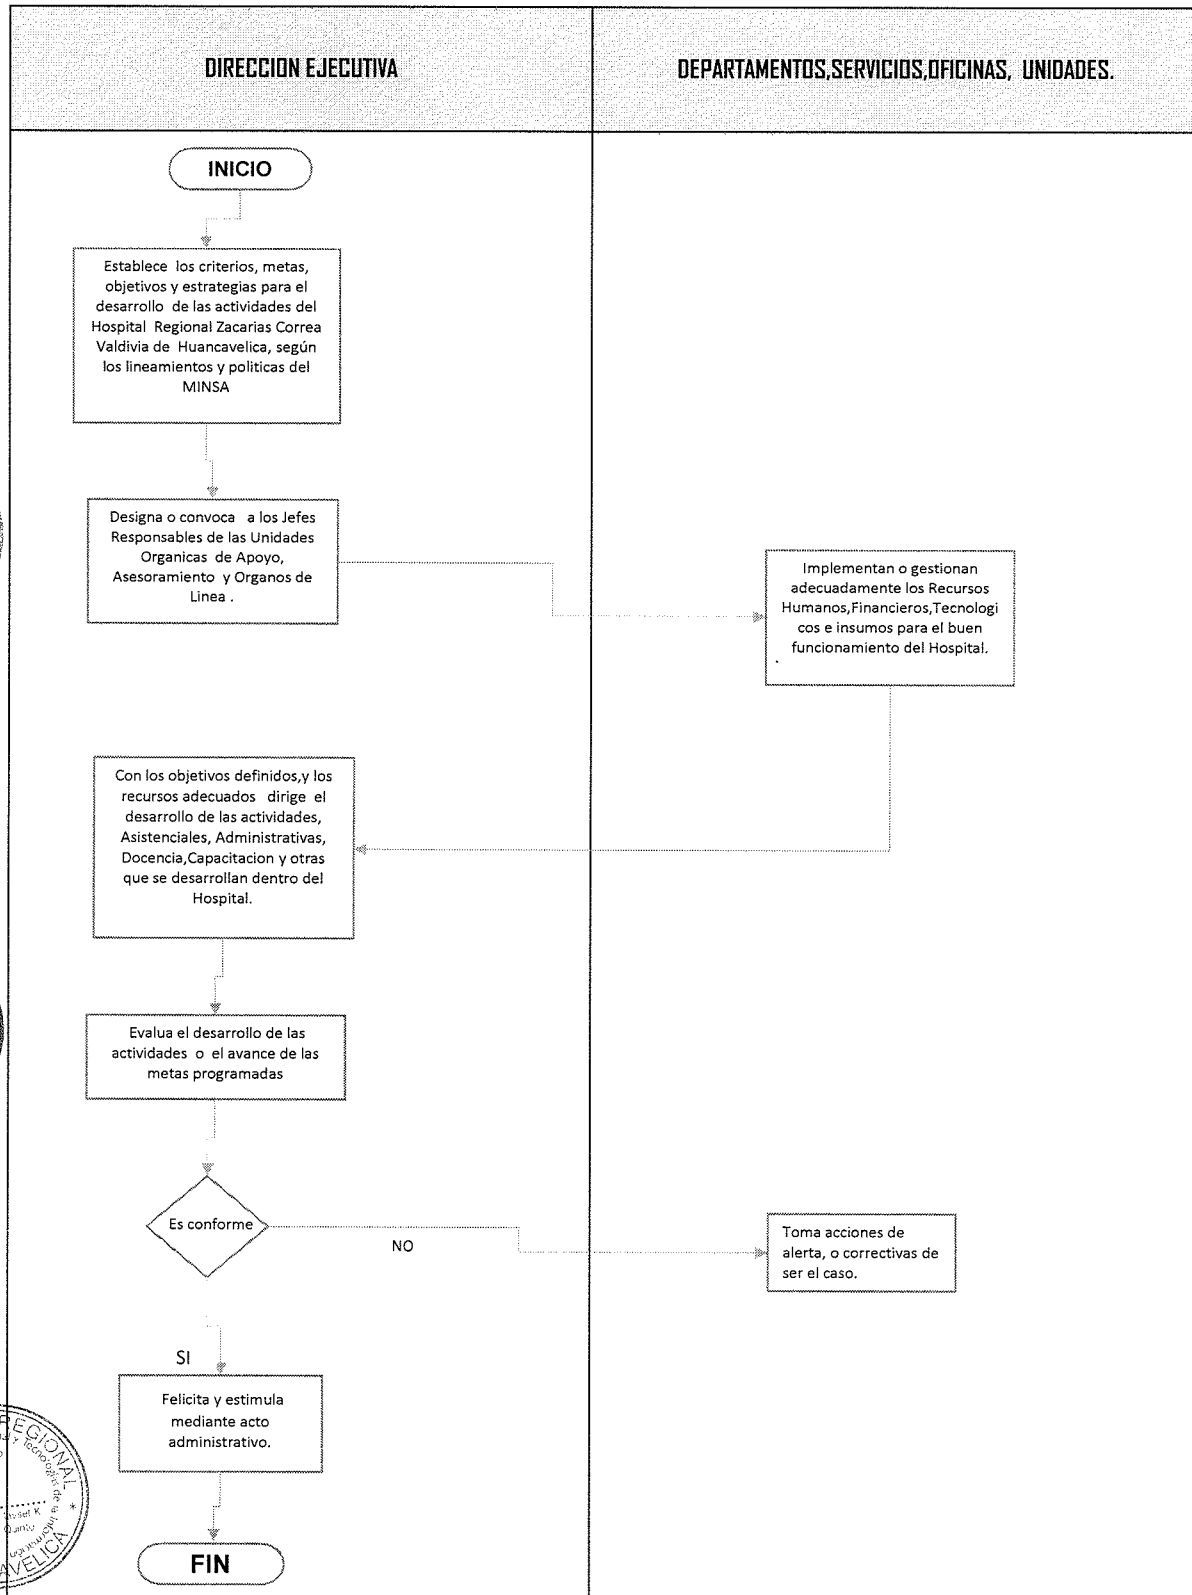 DIRECCION EJECUTIVA
DEPARTAMENTOS,SERVICIOS,OFICINAS, UNIDADES.
INICIO
Establece los criterios, metas,
objetivos y estrategias para el
desarrollo de las actividades del
Hospital Regional Zacarias Correa
Valdivia de Huancavelica, según
los lineamientos y politicas del
MINSA
Designa o convoca a los Jefes
Responsables de las Unidades
Organicas de Apoyo,
Asesoramiento y Organos de
Linea .
Implementan o gestionan
adecuadamente los Recursos
Humanos,Financieros,Tecnologi
cos e insumos para el buen
funcionamiento del Hospital.
.
Con los objetivos definidos,y los
recursos adecuados dirige el
desarrollo de las actividades,
Asistenciales, Administrativas,
Docencia,Capacitacion y otras
que se desarrollan dentro del
Hospital.
Evalua el desarrollo de las
actividades o el avance de las
metas programadas
Es conforme
NO
Toma acciones de
alerta, o correctivas de
ser el caso.
SI
Felicita y estimula
mediante acto
administrativo.
FIN
REGIONAL
y Tecnologías de la Información
Quinto